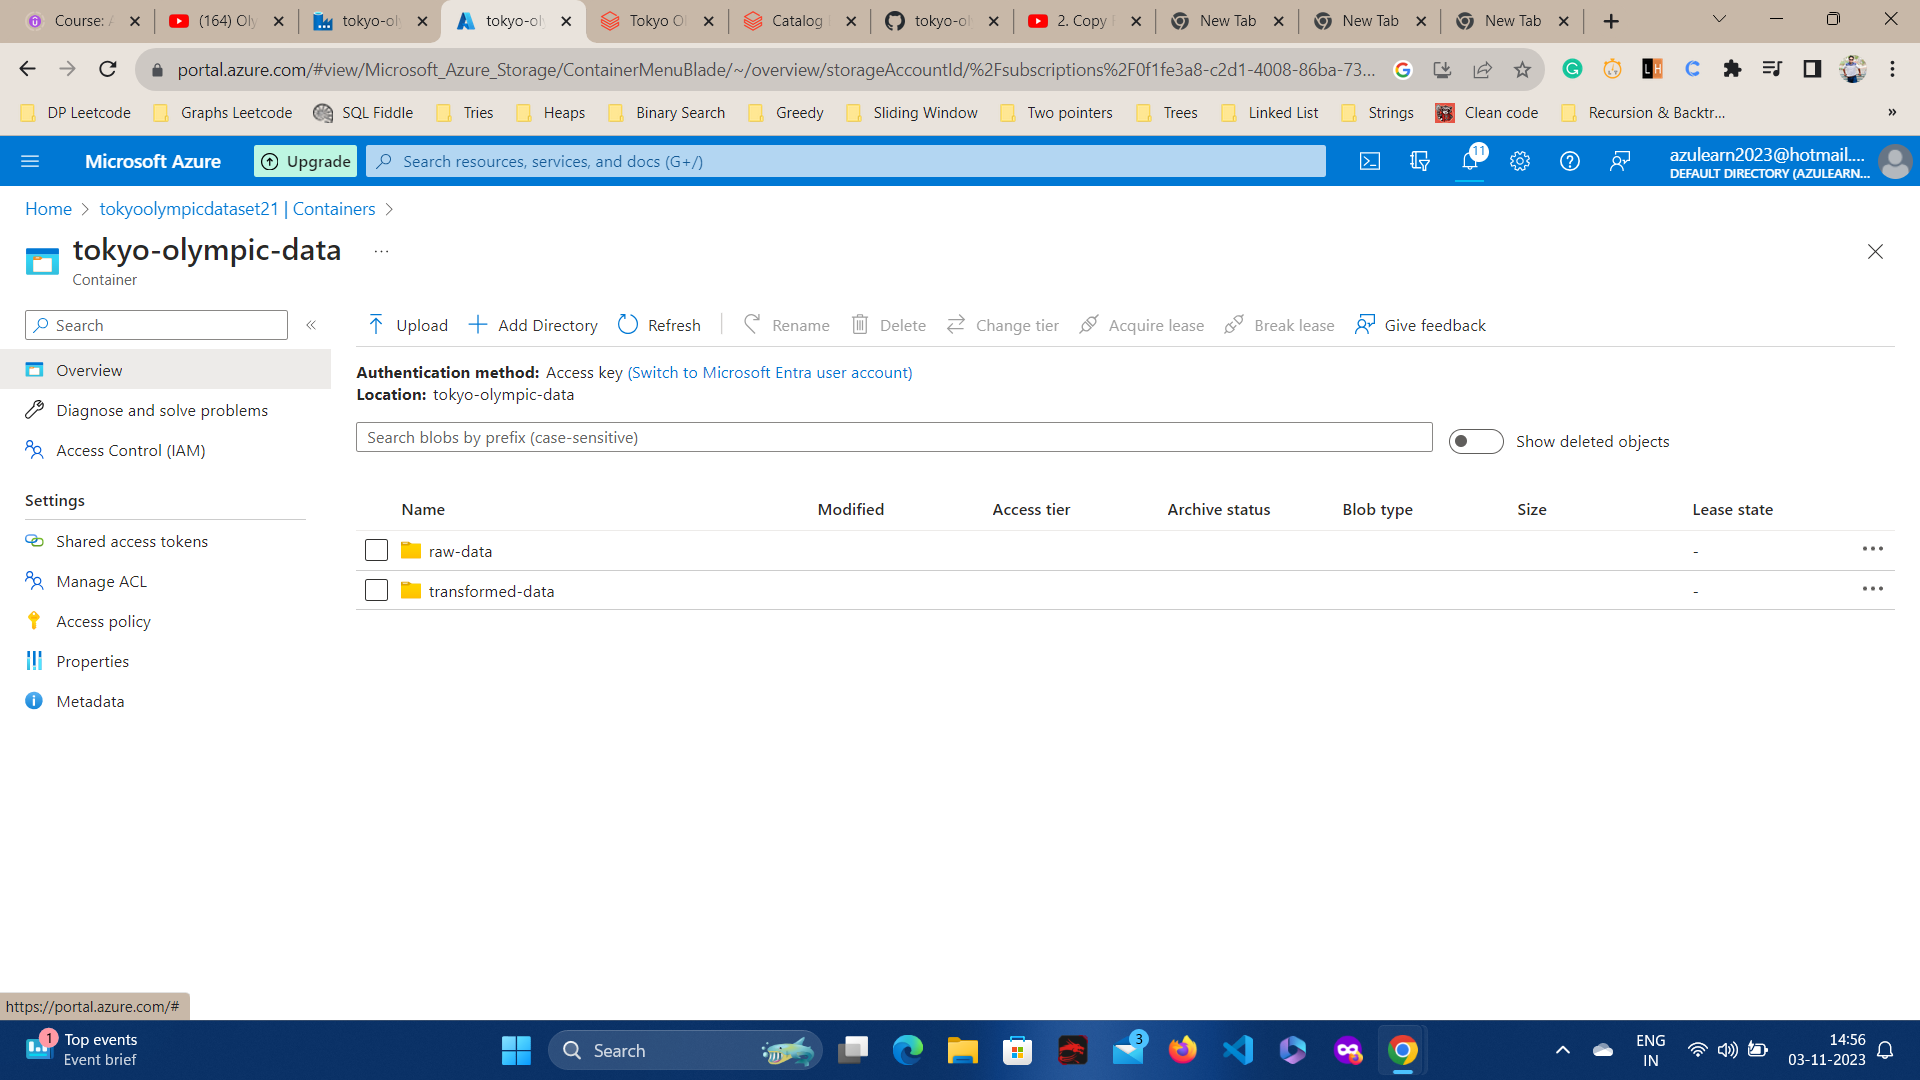 Course: A
(164) Oly
tokyo-oly
tokyo-oly
Tokyo Ol
Catalog
tokyo-ol
2. Copy
New Tab
New Tab
New Tab
portal.azure.com/#view/Microsoft_Azure_Storage/ContainerMenuBlade/~/overview/storageAccountId/%2Fsubscriptions%2F0f1fe3a8-c2d1-4008-86ba-73...
DP Leetcode
Graphs Leetcode
SQL Fiddle
Tries
Heaps
Binary Search
Greedy
Sliding Window
Two pointers
Trees
Linked List
Strings
Clean code
Recursion & Backtr...
»
Microsoft Azure
Upgrade
Search resources, services, and docs (G+/)
11
azulearn2023@hotmail....
DEFAULT DIRECTORY (AZULEARN...
Home > tokyoolympicdataset21 | Containers >
tokyo-olympic-data ...
Container
Search
«
Upload
Add Directory
Refresh
Rename
Delete
Change tier
Acquire lease
Break lease
Give feedback
Overview
Diagnose and solve problems
Access Control (IAM)
Settings
Shared access tokens
Manage ACL
Access policy
Properties
Metadata
Authentication method: Access key (Switch to Microsoft Entra user account)
Location: tokyo-olympic-data
Search blobs by prefix (case-sensitive)
Show deleted objects
Name Modified Access tier Archive status Blob type Size Lease state
raw-data - ...
transformed-data - ...
https://portal.azure.com/#
1
Top events
Event brief
Search
3
ENG
IN
14:56
03-11-2023